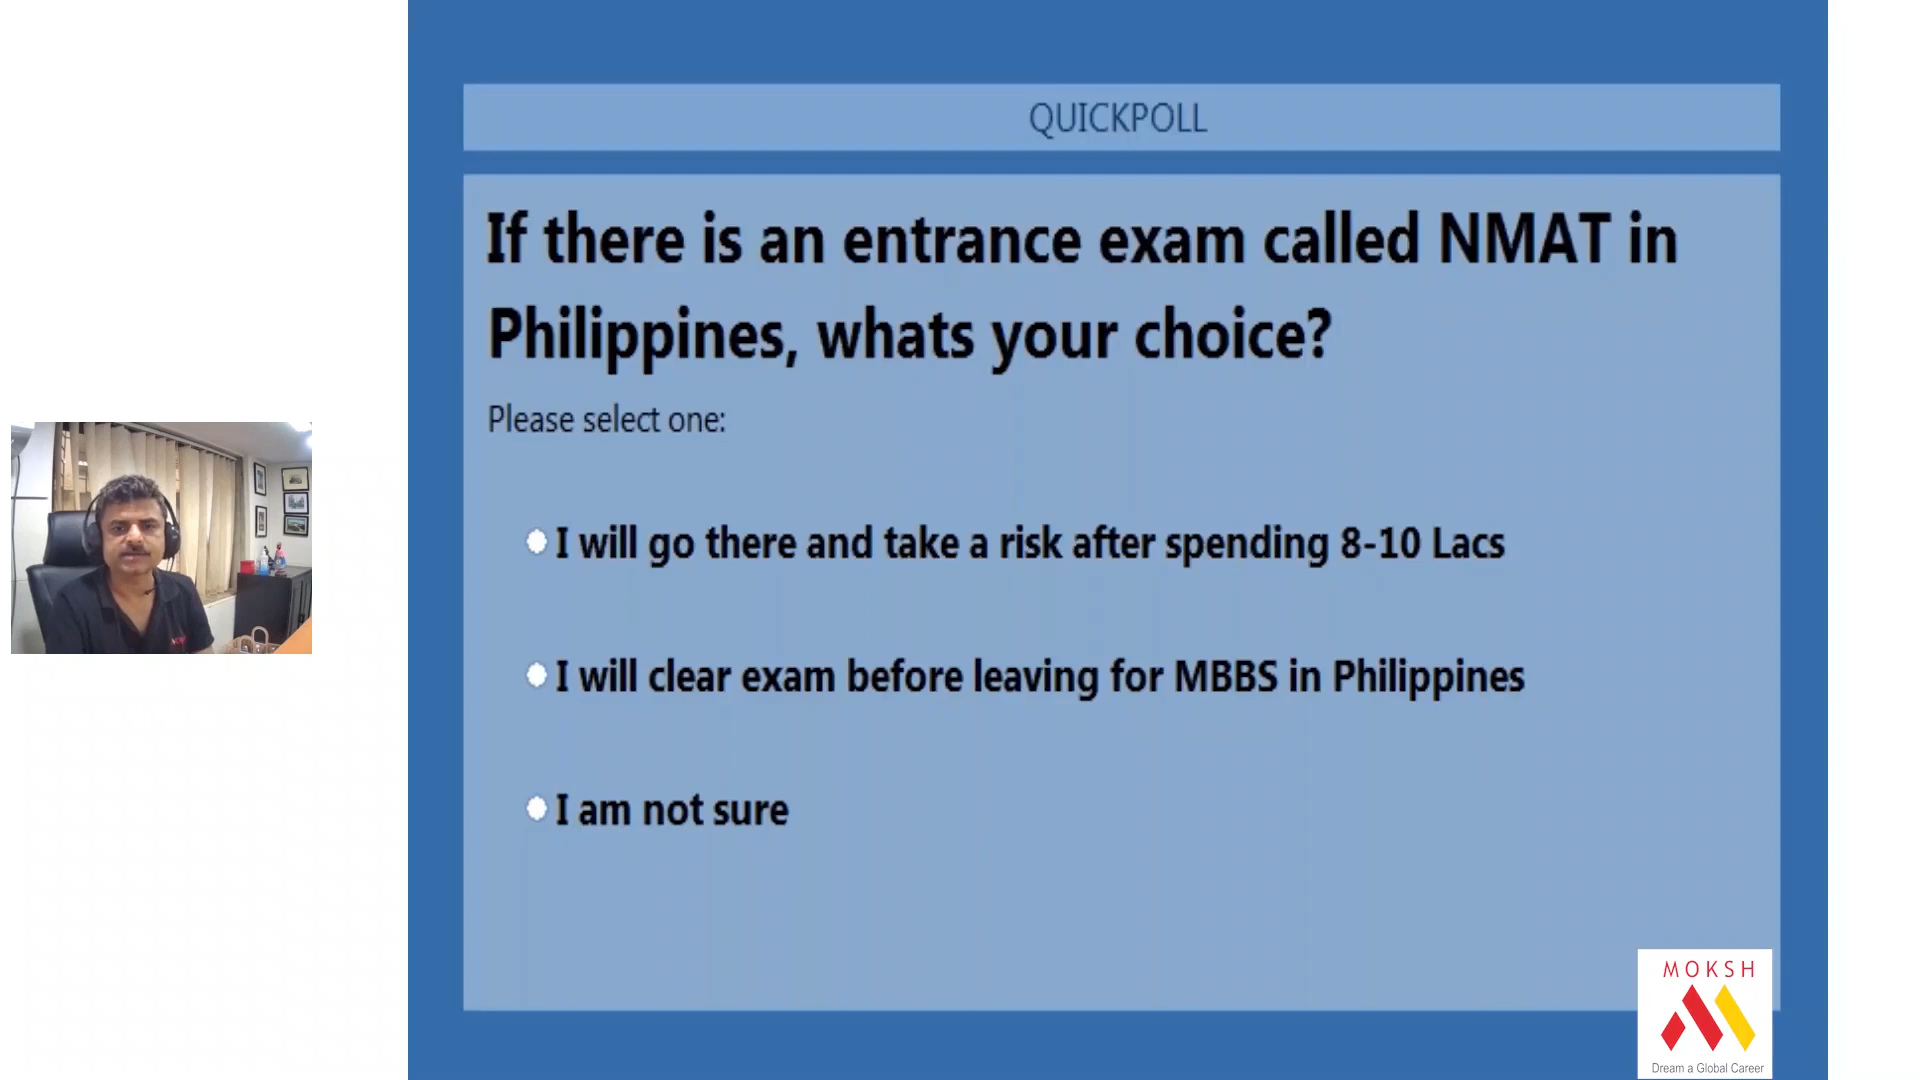 QUICKPOLL
If there is an entrance exam called NMAT in
Philippines, whats your choice?
Please select one:
I will go there and take a risk after spending 8-10 Lacs
I will clear exam before leaving for MBBS in Philippines
I am not sure
MOKSH
Dream a Global Career